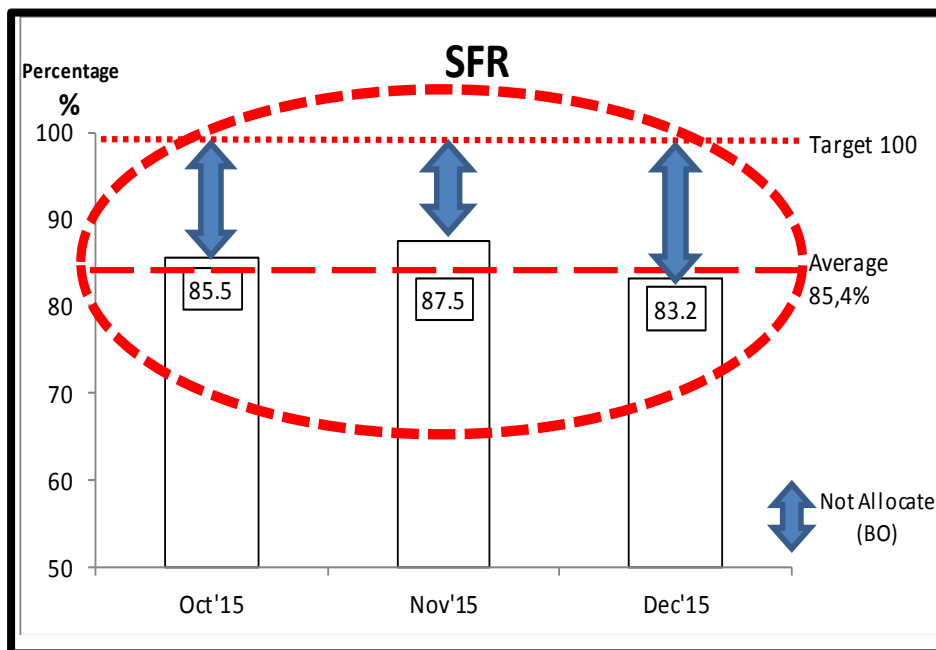 SFR
Percentage
%
100
90
80
70
60
50
Target 100
Average
85,4%
85.5
87.5
83.2
Not Allocate
(BO)
Oct'15
Nov'15
Dec'15